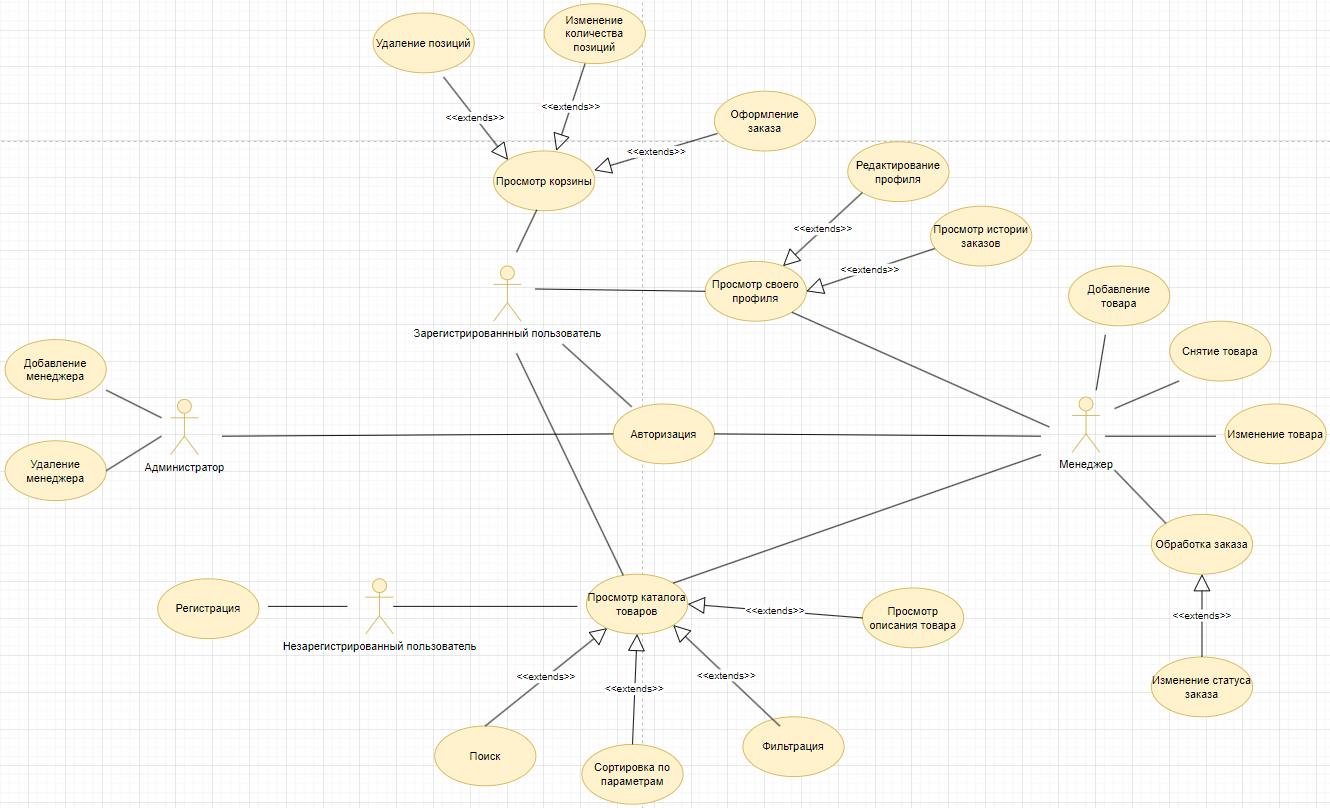 Удаление позиций
Изменение
количества
позиций
<<extends>>
<<extends>>
Оформление
заказа
<<extends>>
Просмотр корзины
Редактирование
профиля
<<extends>>
Просмотр истории
заказов
<<extends>>
Просмотр своего
профиля
Зарегистрированнный пользователь
Добавление
товара
Снятие товара
Изменение товара
Добавление
менеджера
Удаление
менеджера
Администратор
Авторизация
Менеджер
Обработка заказа
<<extends>>
Изменение статуса
заказа
Регистрация
Незарегистрированный пользователь
Просмотр каталога
товаров
<<extends>>
Просмотр
описания товара
<<extends>>
<<extends>>
<<extends>>
Поиск
Сортировка по
параметрам
Фильтрация